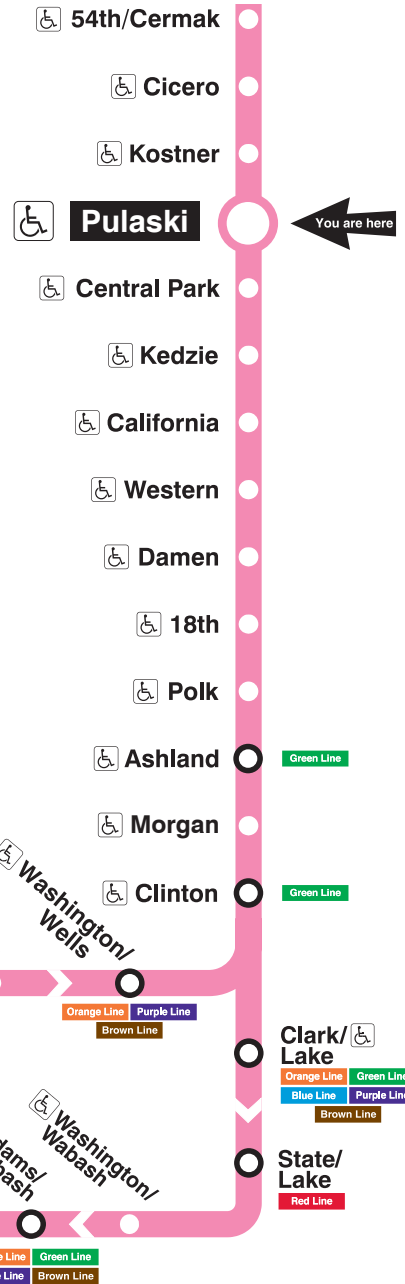 54th/Cermak
Cicero
Kostner
Pulaski
You are here
Central Park
Kedzie
California
Western
Damen
18th
Polk
Ashland
Green Line
Morgan
Clinton
Green Line
Washington/
Wells
Orange Line Purple Line
Brown Line
Clark/
Lake
Orange Line Green Line
Blue Line Purple Line
Brown Line
Washington/
Wabash
State/
Lake
Red Line
Line Green Line
Line Brown Line